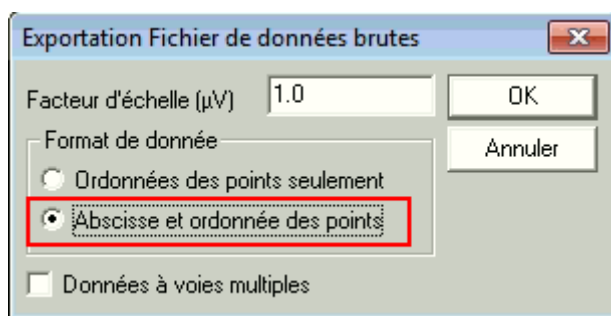 Exportation Fichier de données brutes
Facteur d'échelle (µV) 1.0
OK
Format de donnée
Annuler
Ordonnées des points seulement
Abscisse et ordonnée des points
Données à voies multiples